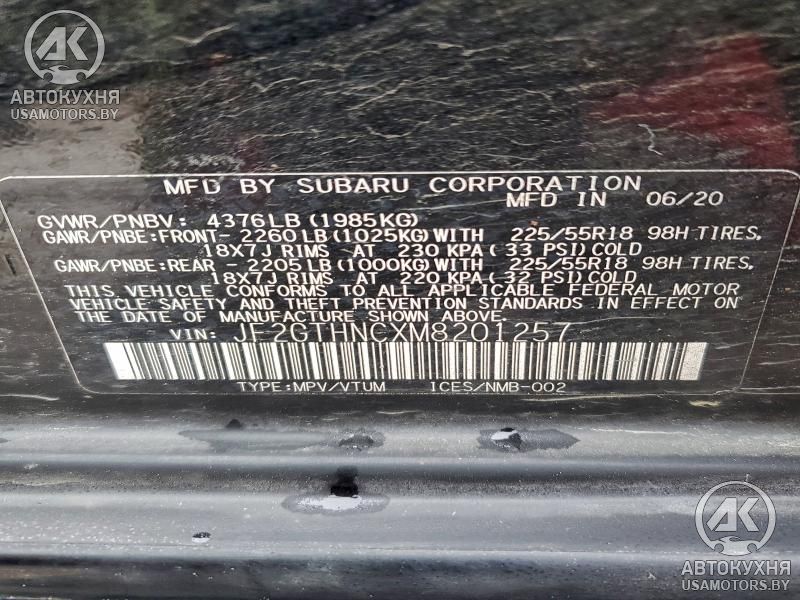 AK
АВТОКУХНЯ
USAMOTORS.BY
MFD BY SUBARU CORPORATION
MFD IN 06/20
GVWR/PNBV: 4376LB(1985KG)
GAWR/PNBE:FRONT-2260LB(1025KG)WITH 225/55R18 98H TIRES,
18X7J RIMS AT 230 KPA(33 PSI)COLD
GAWR/PNBE:REAR -2205LB(1000KG)WITH 225/55R18 98H TIRES,
18X7J RIMS AT 220 KPA(32 PSI)COLD
THIS VEHICLE CONFORMS TO ALL APPLICABLE FEDERAL MOTOR
VEHICLE SAFETY AND THEFT PREVENTION STANDARDS IN EFFECT ON
THE DATE OF MANUFACTURE SHOWN ABOVE.
VIN: JF2GTHNCXM8201257
TYPE:MPV/VTUM ICES/NMB-002
AK
АВТОКУХНЯ
USAMOTORS.BY